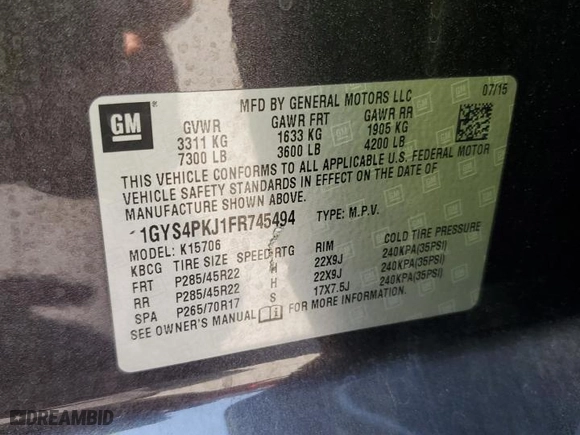 MFD BY GENERAL MOTORS LLC 07/15
GM
GVWR GAWR FRT GAWR RR
3311 KG 1633 KG 1905 KG
7300 LB 3600 LB 4200 LB
THIS VEHICLE CONFORMS TO ALL APPLICABLE U.S. FEDERAL MOTOR
VEHICLE SAFETY STANDARDS IN EFFECT ON THE DATE OF
MANUFACTURE SHOWN ABOVE.
1GYS4PKJ1FR745494 TYPE: M.P.V.
MODEL: K15706
KBCG TIRE SIZE SPEED RTG RIM COLD TIRE PRESSURE
FRT P285/45R22 H 22X9J 240KPA(35PSI)
RR P285/45R22 H 22X9J 240KPA(35PSI)
SPA P265/70R17 S 17X7.5J 240KPA(35PSI)
SEE OWNER'S MANUAL FOR MORE INFORMATION.
DREAMBID